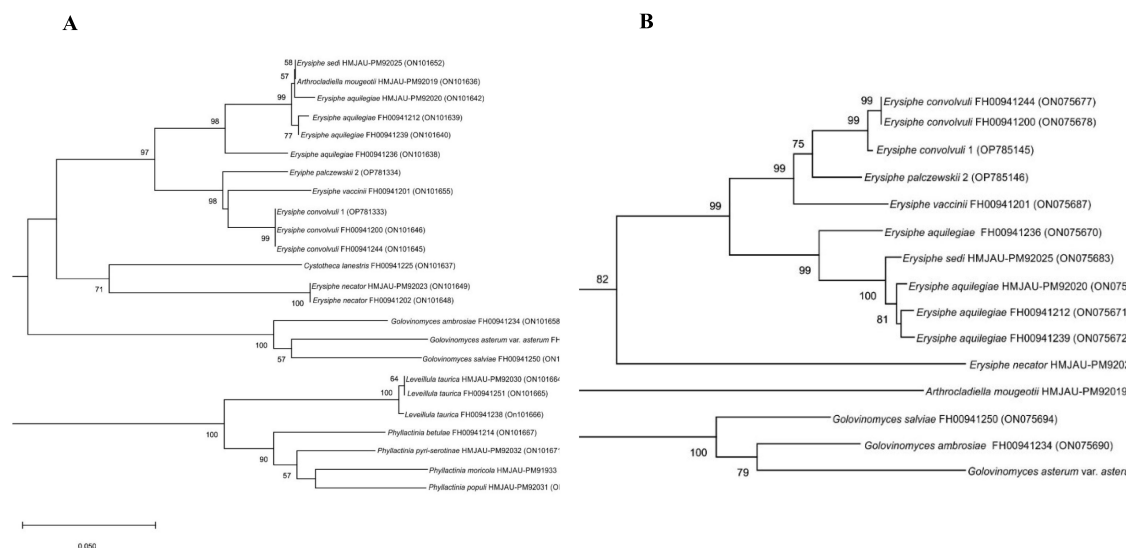 A
58
Erysiphe sedi HMJAU-PM92025 (ON101652)
57
Arthrocladiella mougeotii HMJAU-PM92019 (ON101636)
99
Erysiphe aquilegiae HMJAU-PM92020 (ON101642)
98
Erysiphe aquilegiae FH00941212 (ON101639)
77
Erysiphe aquilegiae FH00941239 (ON101640)
97
Erysiphe aquilegiae FH00941236 (ON101638)
Eryiphe palczewskii 2 (OP781334)
98
Erysiphe vaccinii FH00941201 (ON101655)
Erysiphe convolvuli 1 (OP781333)
Erysiphe convolvuli FH00941200 (ON101646)
99
Erysiphe convolvuli FH00941244 (ON101645)
Cystotheca lanestris FH00941225 (ON101637)
71
Erysiphe necator HMJAU-PM92023 (ON101649)
100
Erysiphe necator FH00941202 (ON101648)
Golovinomyces ambrosiae FH00941234 (ON101658
100
Golovinomyces asterum var. asterum FH
57
Golovinomyces salviae FH00941250 (ON1
64
Leveillula taurica HMJAU-PM92030 (ON101664
100
Leveillula taurica FH00941251 (ON101665)
Leveillula taurica FH00941238 (On101666)
100
Phyllactinia betulae FH00941214 (ON101667)
90
Phyllactinia pyri-serotinae HMJAU-PM92032 (ON101671
57
Phyllactinia moricola HMJAU-PM91933
Phyllactinia populi HMJAU-PM92031 (O
0.050
B
99
Erysiphe convolvuli FH00941244 (ON075677)
99
Erysiphe convolvuli FH00941200 (ON075678)
75
Erysiphe convolvuli 1 (OP785145)
99
Erysiphe palczewskii 2 (OP785146)
99
Erysiphe vaccinii FH00941201 (ON075687)
Erysiphe aquilegiae FH00941236 (ON075670)
99
Erysiphe sedi HMJAU-PM92025 (ON075683)
82
100
Erysiphe aquilegiae HMJAU-PM92020 (ON075
81
Erysiphe aquilegiae FH00941212 (ON075671
Erysiphe aquilegiae FH00941239 (ON075672
Erysiphe necator HMJAU-PM9202
Arthrocladiella mougeotii HMJAU-PM92019
Golovinomyces salviae FH00941250 (ON075694)
100
Golovinomyces ambrosiae FH00941234 (ON075690)
79
Golovinomyces asterum var. astera